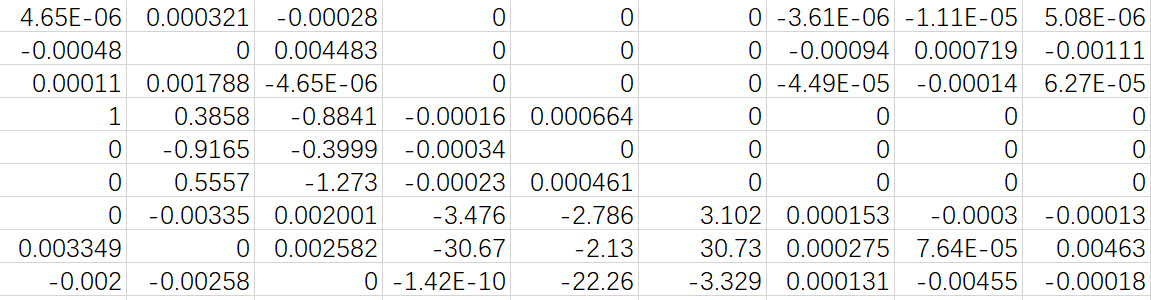 4.65E-06 0.000321 -0.00028 0 0 0 -3.61E-06 -1.11E-05 5.08E-06
-0.00048 0 0.004483 0 0 0 -0.00094 0.000719 -0.00111
0.00011 0.001788 -4.65E-06 0 0 0 -4.49E-05 -0.00014 6.27E-05
1 0.3858 -0.8841 -0.00016 0.000664 0 0 0 0
0 -0.9165 -0.3999 -0.00034 0 0 0 0 0
0 0.5557 -1.273 -0.00023 0.000461 0 0 0 0
0 -0.00335 0.002001 -3.476 -2.786 3.102 0.000153 -0.0003 -0.00013
0.003349 0 0.002582 -30.67 -2.13 30.73 0.000275 7.64E-05 0.00463
-0.002 -0.00258 0 -1.42E-10 -22.26 -3.329 0.000131 -0.00455 -0.00018